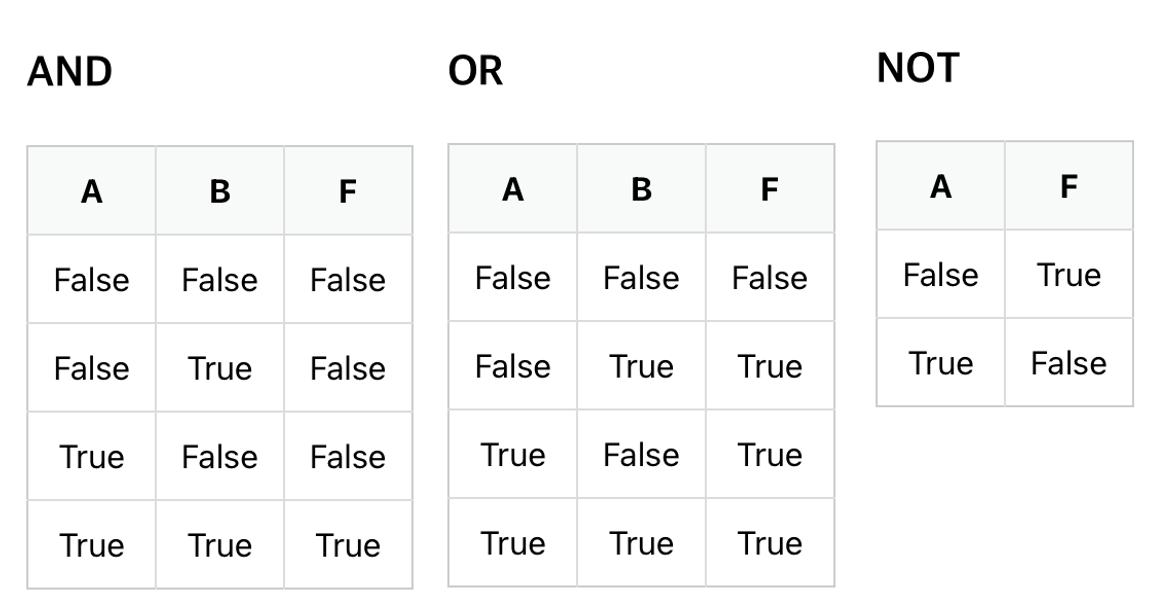 AND
A B F
False False False
False True False
True False False
True True True
OR
A B F
False False False
False True True
True False True
True True True
NOT
A F
False True
True False